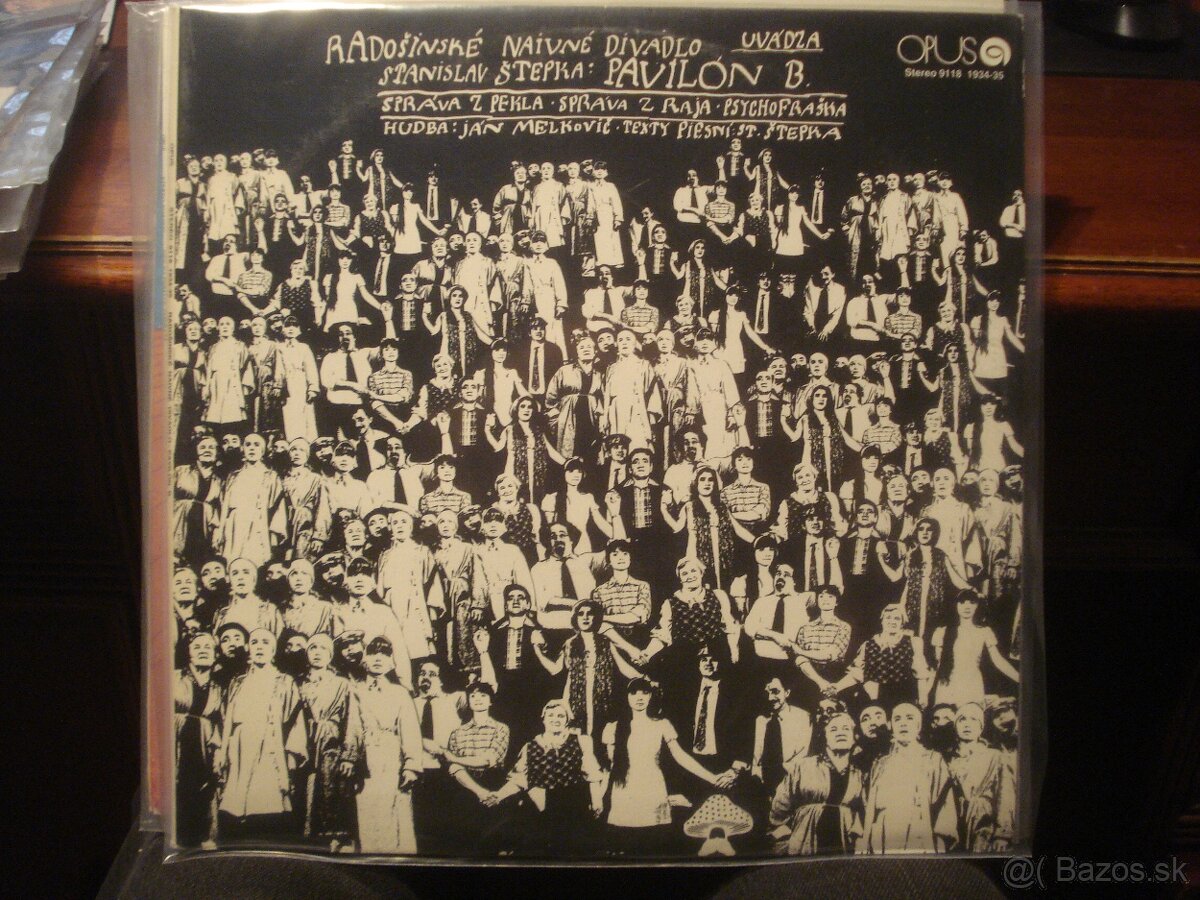 RADOŠINSKÉ NAIVNÉ DIVADLO UVÁDZA
STANISLAV ŠTEPKA: PAVILÓN B.
SPRÁVA Z PEKLA · SPRÁVA Z RAJA · PSYCHOFRAŠKA
HUDBA: JÁN MELKOVIČ · TEXTY PIESNÍ: ST. ŠTEPKA
OPUS
Stereo 9118 1934-35
@( Bazos.sk